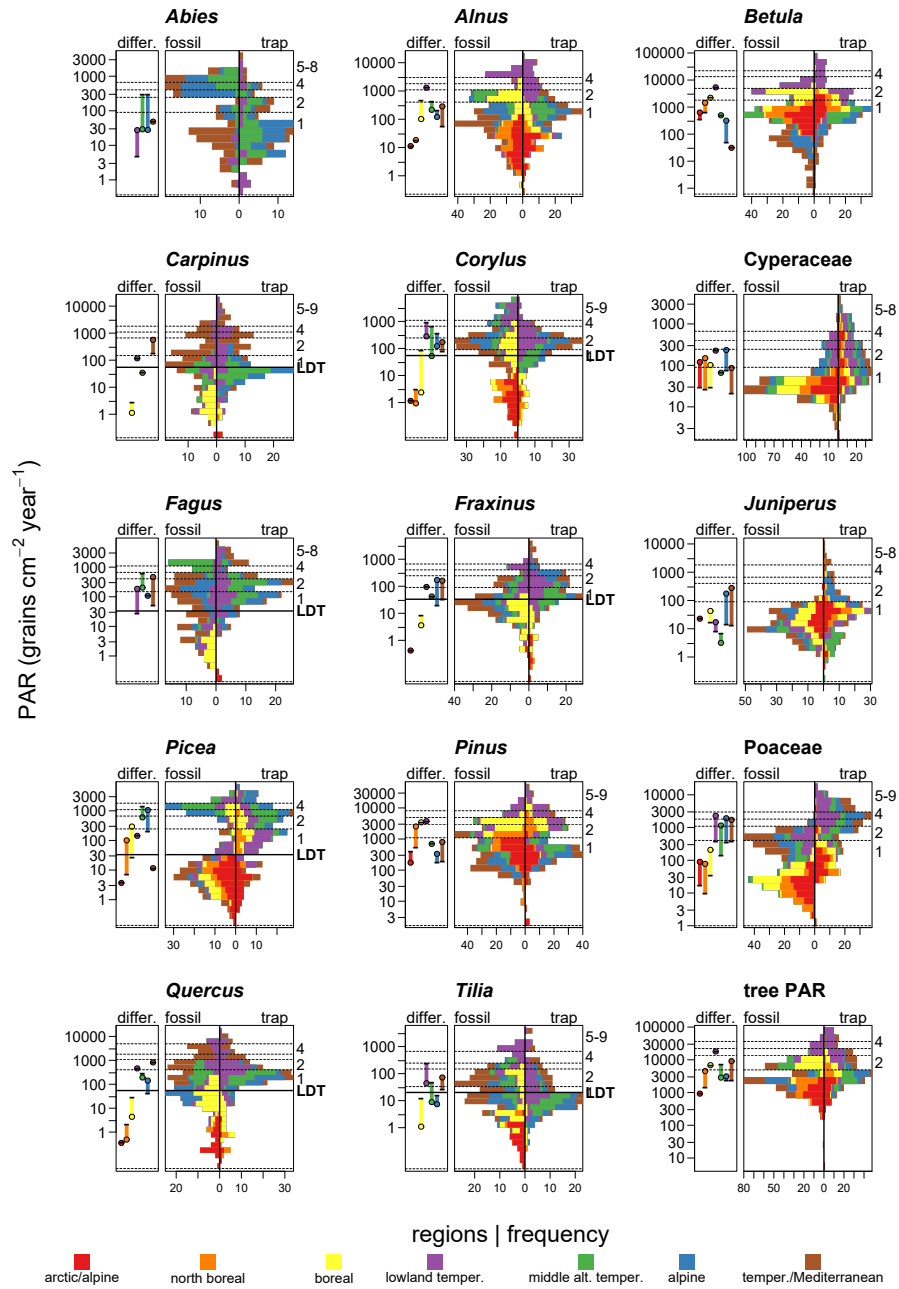 Abies
differ. fossil trap
3000
1000
300
100
30
10
3
1
5-8
4
2
1
10 0 10
Alnus
differ. fossil trap
10000
1000
100
10
1
4
2
1
40 20 0 20
Betula
differ. fossil trap
100000
10000
1000
100
10
1
4
2
1
40 20 0 20
Carpinus
differ. fossil trap
10000
1000
100
10
1
5-9
4
2
1
LDT
10 0 10 20
Corylus
differ. fossil trap
1000
100
10
1
5-9
4
2
LDT
30 10 0 10 30
Cyperaceae
differ. fossil trap
3000
1000
300
100
30
10
3
5-8
4
2
1
100 70 40 0 20
PAR (grains cm−2 year−1)
Fagus
differ. fossil trap
3000
1000
300
100
30
10
3
1
5-8
4
2
1
LDT
10 0 10 20
Fraxinus
differ. fossil trap
1000
100
10
1
4
2
1
LDT
40 20 0 20
Juniperus
differ. fossil trap
10000
1000
100
10
1
5-8
4
2
1
50 30 10 0 10 30
Picea
differ. fossil trap
3000
1000
300
100
30
10
3
1
4
2
1
LDT
30 10 0 10
Pinus
differ. fossil trap
30000
10000
3000
1000
300
100
30
10
3
5-9
4
2
1
40 20 0 20 40
Poaceae
differ. fossil trap
10000
3000
1000
300
100
30
10
3
1
5-9
4
2
1
40 20 0 20
Quercus
differ. fossil trap
10000
1000
100
10
1
4
2
1
LDT
20 0 10 30
Tilia
differ. fossil trap
1000
100
10
1
5-9
4
2
LDT
20 10 0 10 20
tree PAR
differ. fossil trap
100000
30000
10000
3000
1000
300
100
30
10
4
2
80 50 20 0 20
regions | frequency
arctic/alpine north boreal boreal lowland temper. middle alt. temper. alpine temper./Mediterranean